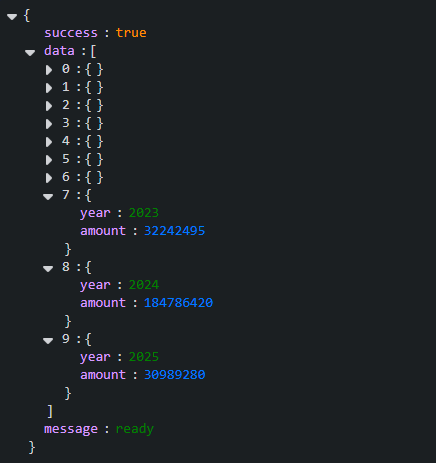 {
success : true
data : [
0 : { }
1 : { }
2 : { }
3 : { }
4 : { }
5 : { }
6 : { }
7 : {
year : 2023
amount : 32242495
}
8 : {
year : 2024
amount : 184786420
}
9 : {
year : 2025
amount : 30989280
}
]
message : ready
}